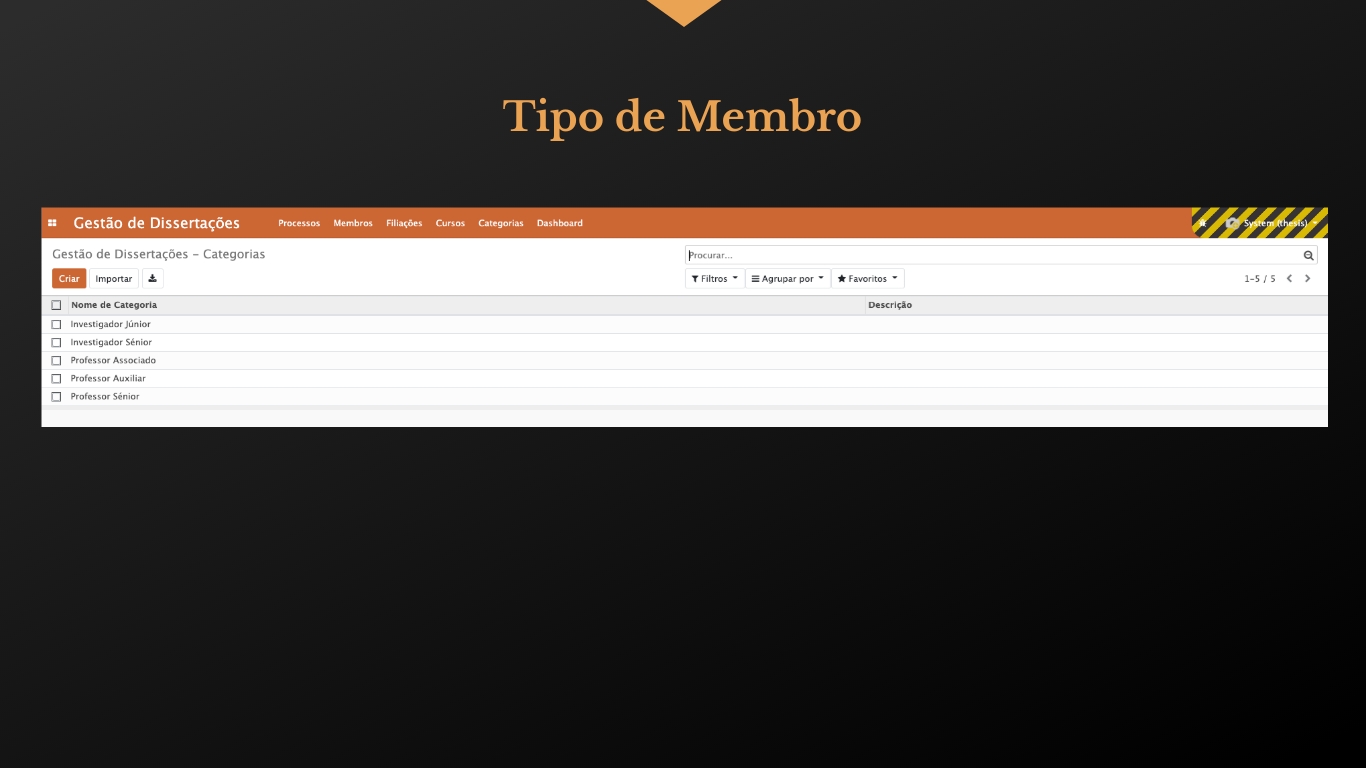 Tipo de Membro
Gestão de Dissertações Processos Membros Filiações Cursos Categorias Dashboard System (thesis)
Gestão de Dissertações – Categorias Procurar...
Criar Importar Filtros Agrupar por Favoritos 1-5 / 5
Nome de Categoria Descrição
Investigador Júnior
Investigador Sénior
Professor Associado
Professor Auxiliar
Professor Sénior